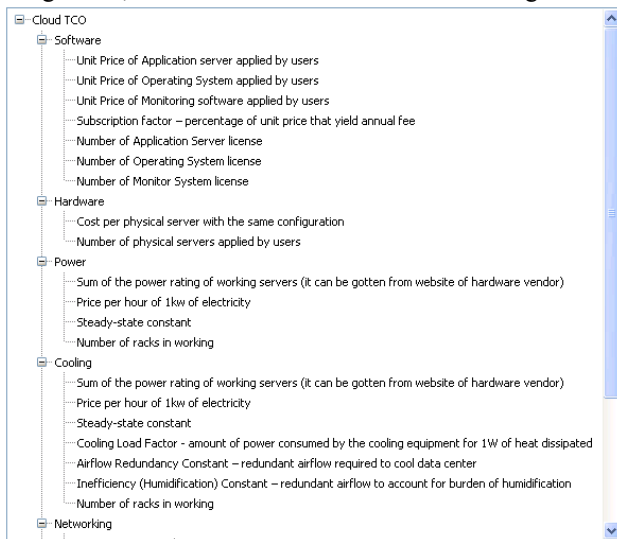 Cloud TCO
Software
Unit Price of Application server applied by users
Unit Price of Operating System applied by users
Unit Price of Monitoring software applied by users
Subscription factor – percentage of unit price that yield annual fee
Number of Application Server license
Number of Operating System license
Number of Monitor System license
Hardware
Cost per physical server with the same configuration
Number of physical servers applied by users
Power
Sum of the power rating of working servers (it can be gotten from website of hardware vendor)
Price per hour of 1kw of electricity
Steady-state constant
Number of racks in working
Cooling
Sum of the power rating of working servers (it can be gotten from website of hardware vendor)
Price per hour of 1kw of electricity
Steady-state constant
Cooling Load Factor - amount of power consumed by the cooling equipment for 1W of heat dissipated
Airflow Redundancy Constant – redundant airflow required to cool data center
Inefficiency (Humidification) Constant – redundant airflow to account for burden of humidification
Number of racks in working
Networking